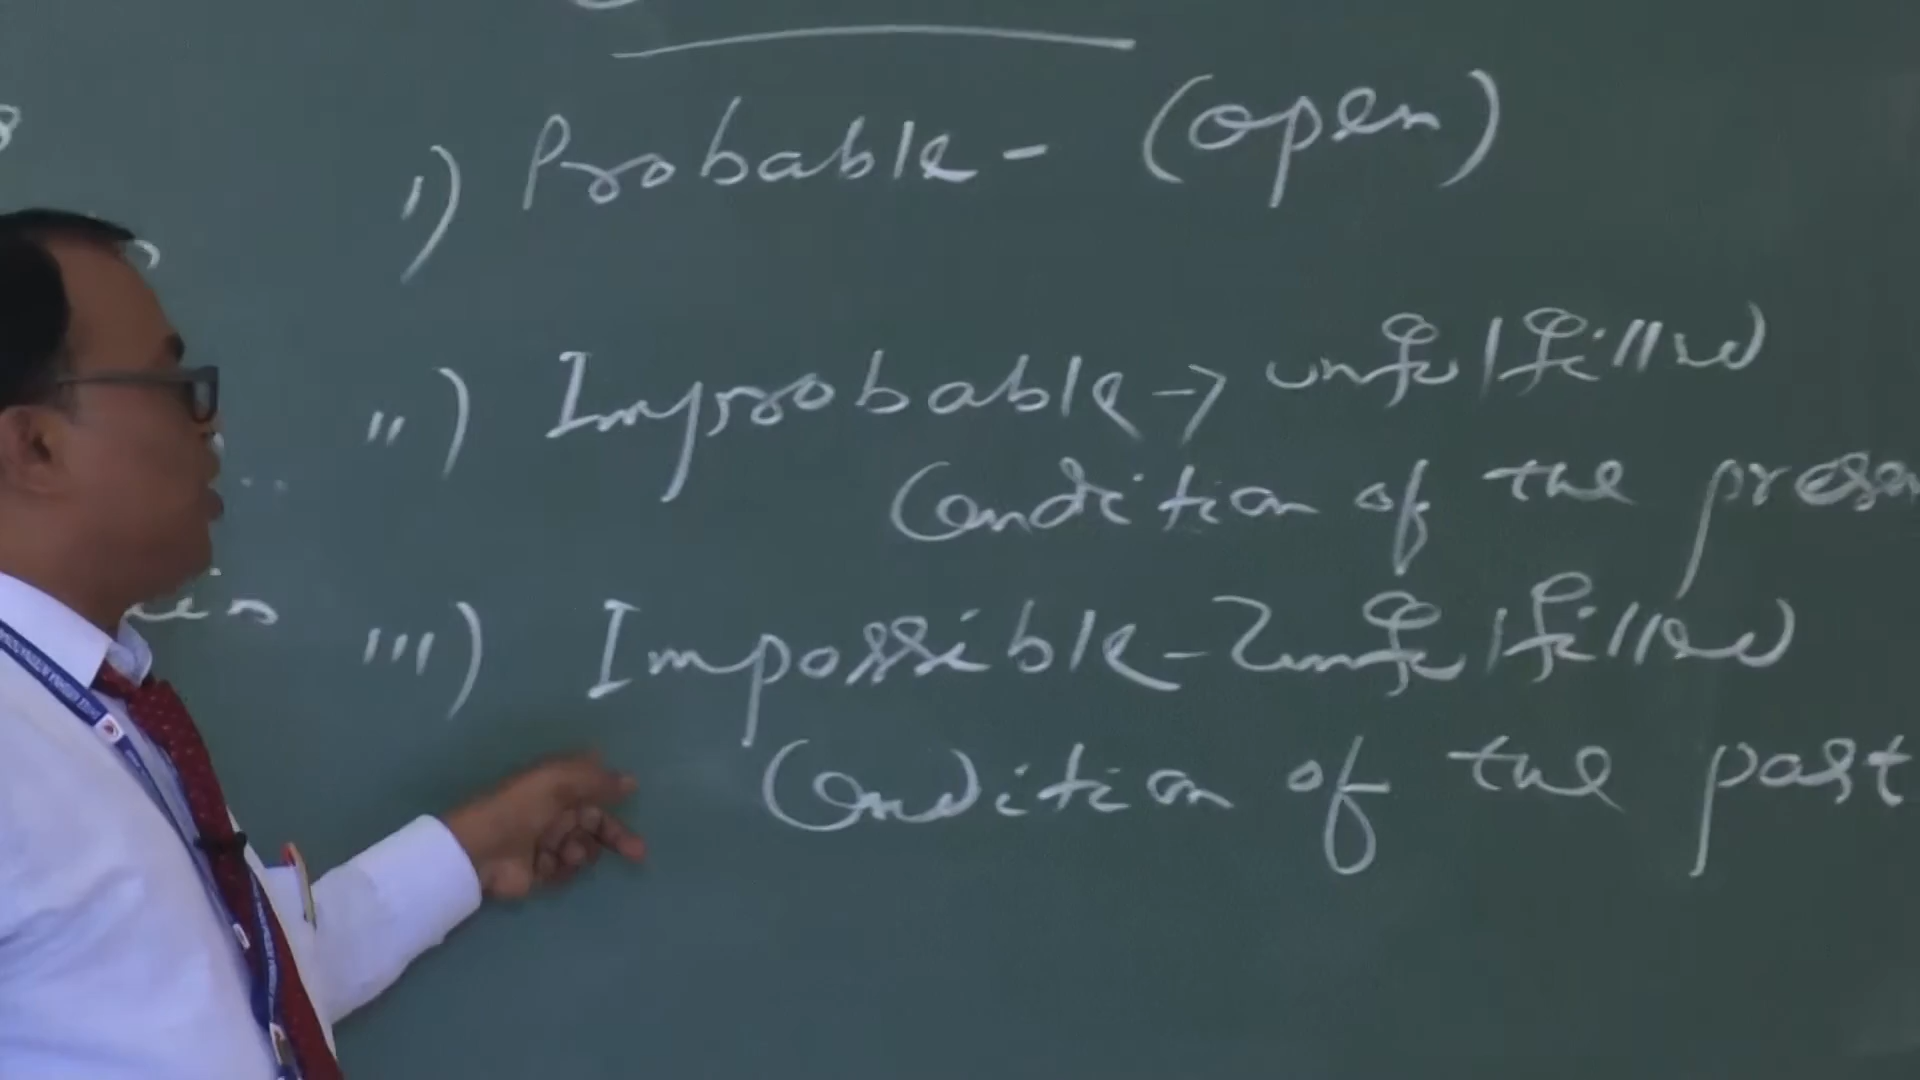 i) Probable - (open)
ii) Improbable → unfulfilled
Condition of the presen
iii) Impossible - Unfulfilled
Condition of the past